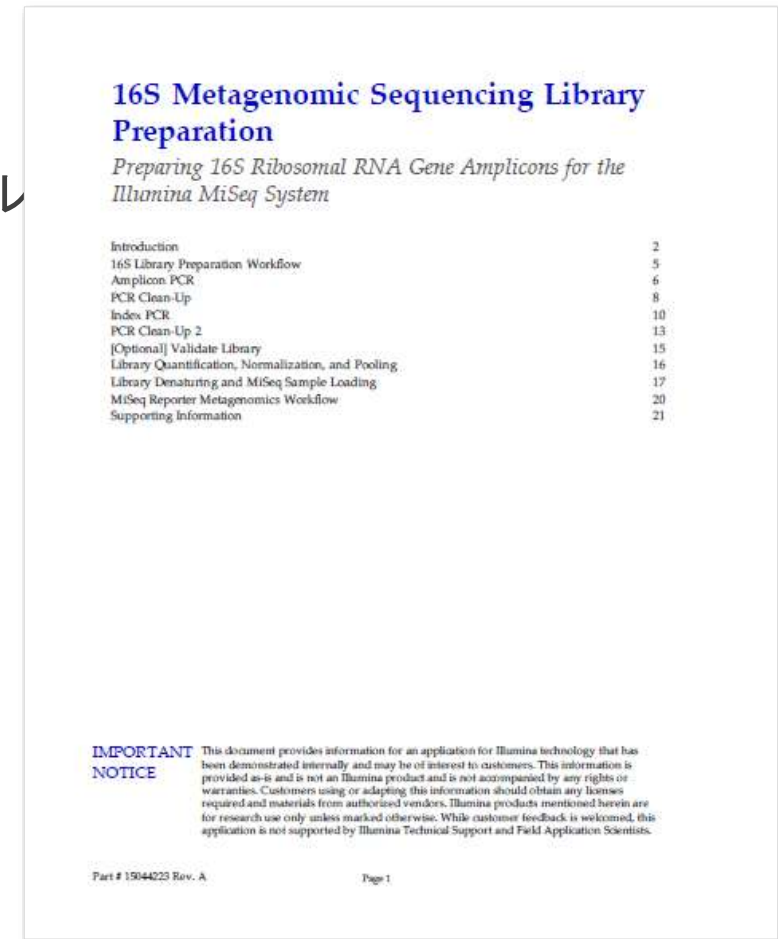 16S Metagenomic Sequencing Library
Preparation
Preparing 16S Ribosomal RNA Gene Amplicons for the
Illumina MiSeq System
レ
Introduction 2
16S Library Preparation Workflow 5
Amplicon PCR 6
PCR Clean-Up 8
Index PCR 10
PCR Clean-Up 2 13
[Optional] Validate Library 15
Library Quantification, Normalization, and Pooling 16
Library Denaturing and MiSeq Sample Loading 17
MiSeq Reporter Metagenomics Workflow 20
Supporting Information 21
IMPORTANT
NOTICE
This document provides information for an application for Illumina technology that has
been demonstrated internally and may be of interest to customers. This information is
provided as-is and is not an Illumina product and is not accompanied by any rights or
warranties. Customers using or adapting this information should obtain any licenses
required and materials from authorized vendors. Illumina products mentioned herein are
for research use only unless marked otherwise. While customer feedback is welcomed, this
application is not supported by Illumina Technical Support and Field Application Scientists.
Part # 15044223 Rev. A Page 1